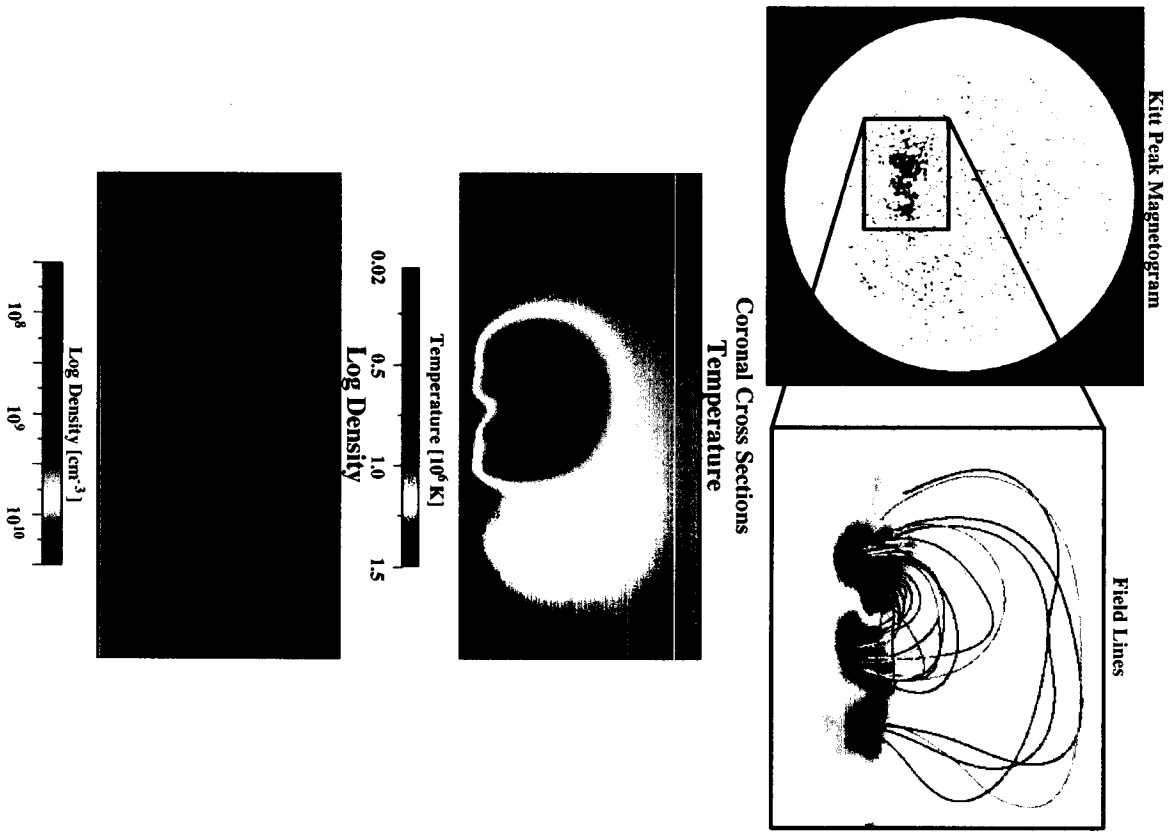 Kitt Peak Magnetogram
Field Lines
Coronal Cross Sections
Temperature
0.02 0.5 1.0 1.5
Temperature [10⁶ K]
Log Density
10⁸ 10⁹ 10¹⁰
Log Density [cm⁻³]